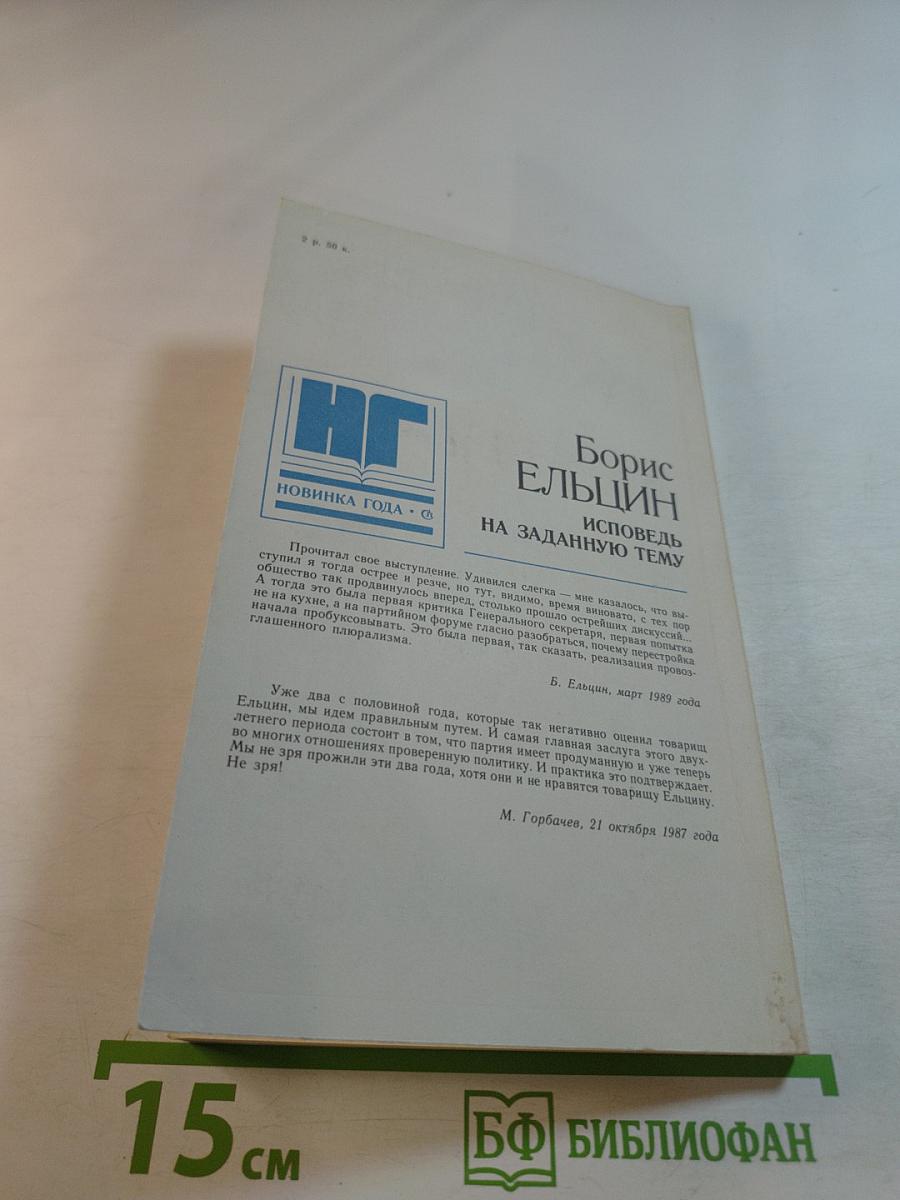 2 р. 50 к.
НГ
НОВИНКА ГОДА •
Борис
ЕЛЬЦИН
ИСПОВЕДЬ
НА ЗАДАННУЮ ТЕМУ
Прочитал свое выступление. Удивился слегка — мне казалось, что вы-
ступил я тогда острее и резче, но тут, видимо, время виновато, с тех пор
общество так продвинулось вперед, столько прошло острейших дискуссий...
А тогда это была первая критика Генерального секретаря, первая попытка
не на кухне, а на партийном форуме гласно разобраться, почему перестройка
начала пробуксовывать. Это была первая, так сказать, реализация провоз-
глашенного плюрализма.
Б. Ельцин, март 1989 года
Уже два с половиной года, которые так негативно оценил товарищ
Ельцин, мы идем правильным путем. И самая главная заслуга этого двух-
летнего периода состоит в том, что партия имеет продуманную и уже теперь
во многих отношениях проверенную политику. И практика это подтверждает.
Мы не зря прожили эти два года, хотя они и не нравятся товарищу Ельцину.
Не зря!
М. Горбачев, 21 октября 1987 года
15 см
БФ БИБЛИОФАН